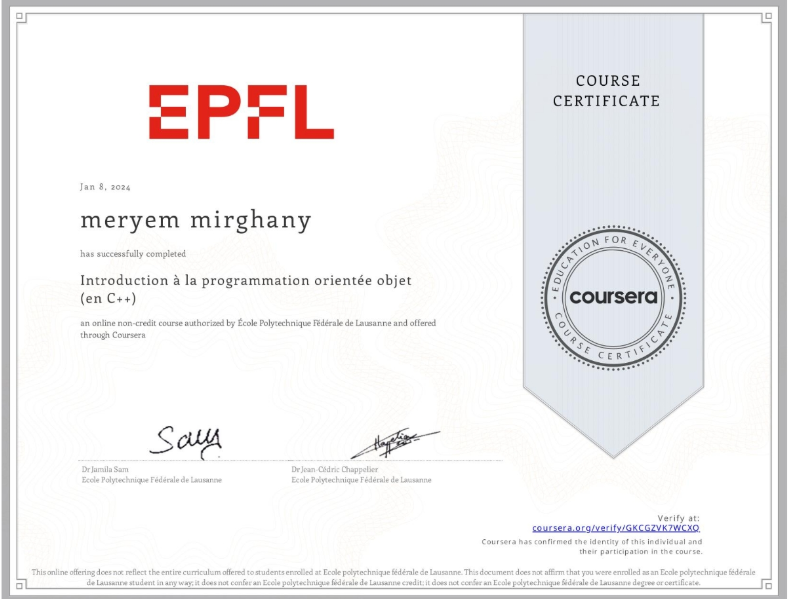 EPFL
COURSE
CERTIFICATE
Jan 8, 2024
meryem mirghany
has successfully completed
Introduction à la programmation orientée objet
(en C++)
an online non-credit course authorized by École Polytechnique Fédérale de Lausanne and offered
through Coursera
EDUCATION FOR EVERYONE
coursera
COURSE CERTIFICATE
Dr Jamila Sam
Ecole Polytechnique Fédérale de Lausanne
Dr Jean-Cédric Chappelier
Ecole Polytechnique Fédérale de Lausanne
Verify at:
coursera.org/verify/GKCGZVK7WCXQ
Coursera has confirmed the identity of this individual and
their participation in the course.
This online offering does not reflect the entire curriculum offered to students enrolled at Ecole polytechnique fédérale de Lausanne. This document does not affirm that you were enrolled as an Ecole polytechnique fédérale
de Lausanne student in any way; it does not confer an Ecole polytechnique fédérale de Lausanne credit; it does not confer an Ecole polytechnique fédérale de Lausanne degree or certificate.